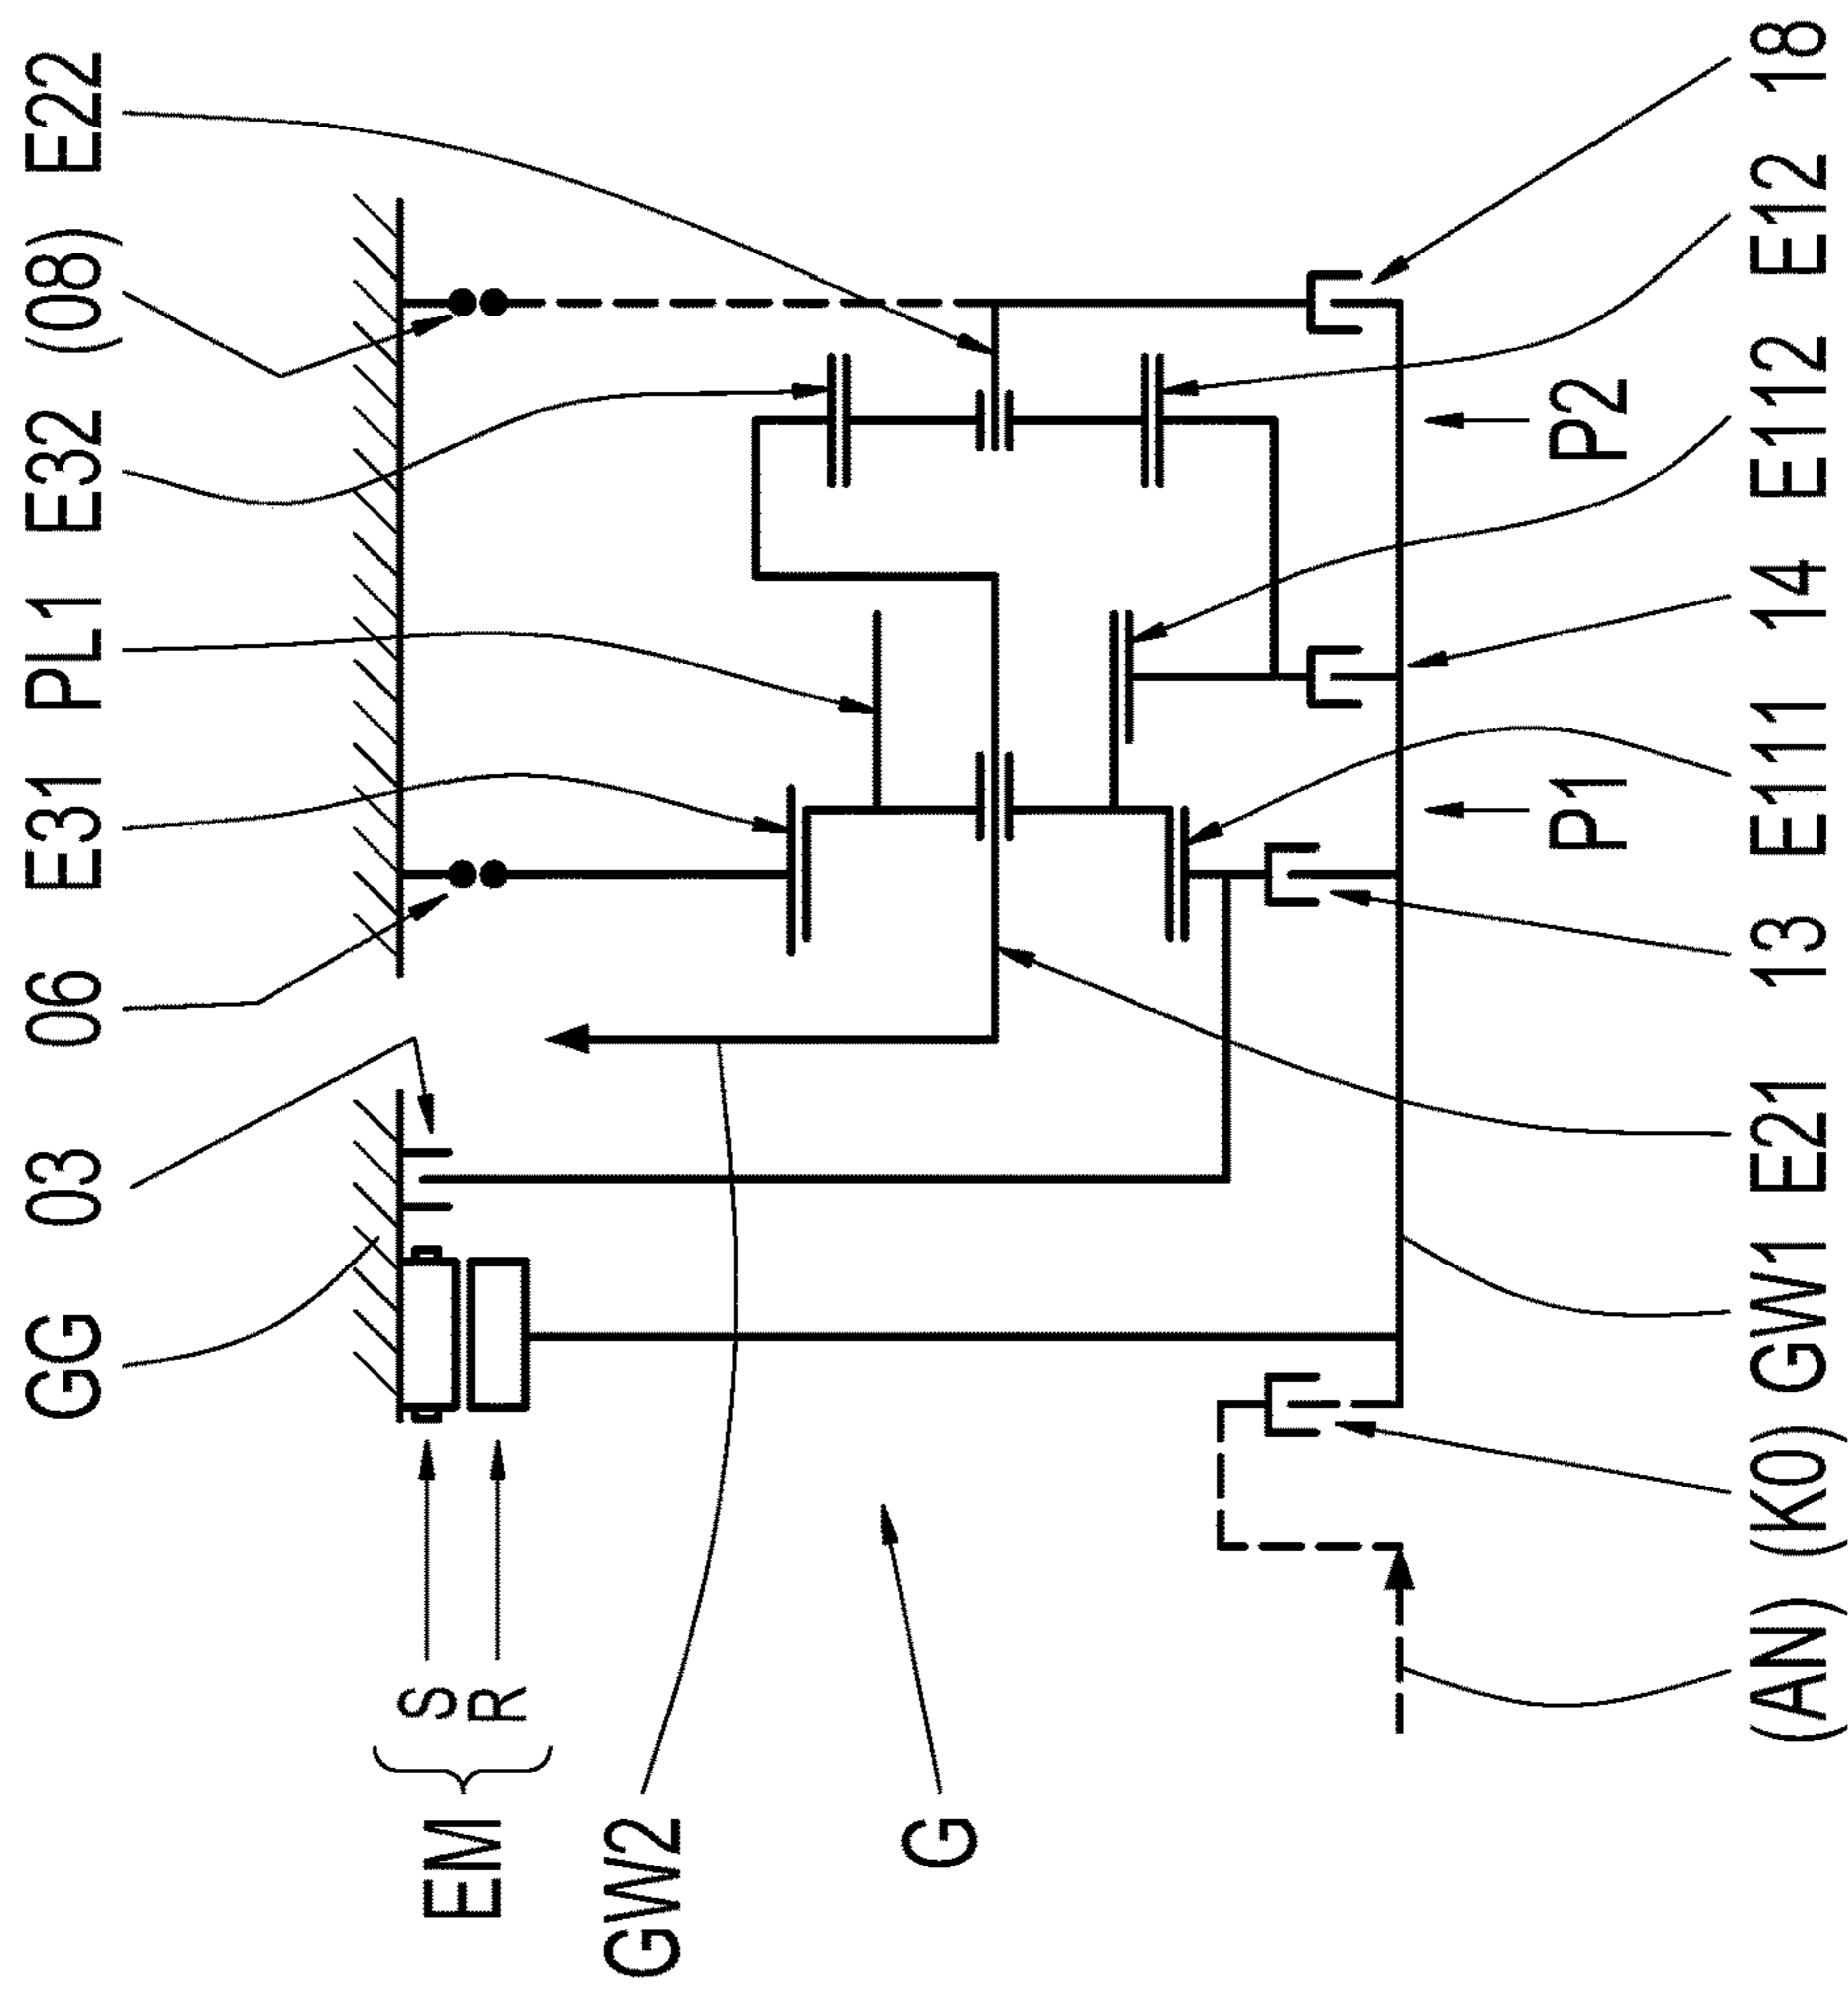 GG 03 06 E31 PL1 E32 (08) E22
EM { S
R
GW2
G
P1 P2
(AN) (K0) GW1 E21 13 E111 14 E112 E12 18